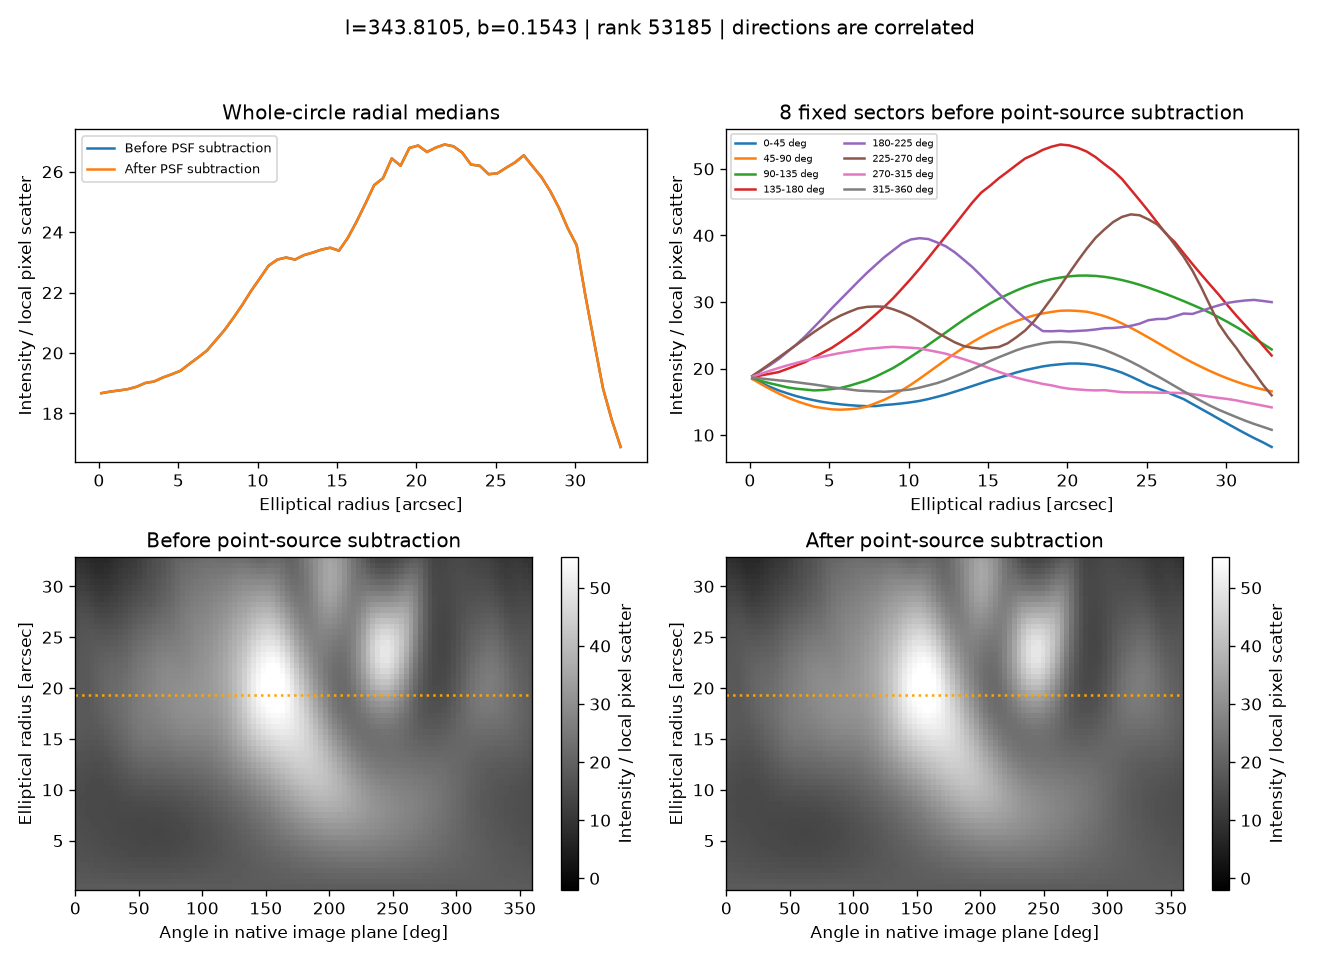 l=343.8105, b=0.1543 | rank 53185 | directions are correlated
Whole-circle radial medians
Before PSF subtraction
After PSF subtraction
Intensity / local pixel scatter
18
20
22
24
26
0
5
10
15
20
25
30
Elliptical radius [arcsec]
8 fixed sectors before point-source subtraction
0-45 deg
45-90 deg
90-135 deg
135-180 deg
180-225 deg
225-270 deg
270-315 deg
315-360 deg
Intensity / local pixel scatter
10
20
30
40
50
0
5
10
15
20
25
30
Elliptical radius [arcsec]
Before point-source subtraction
Elliptical radius [arcsec]
5
10
15
20
25
30
0
50
100
150
200
250
300
350
Angle in native image plane [deg]
0
10
20
30
40
50
Intensity / local pixel scatter
After point-source subtraction
Elliptical radius [arcsec]
5
10
15
20
25
30
0
50
100
150
200
250
300
350
Angle in native image plane [deg]
0
10
20
30
40
50
Intensity / local pixel scatter